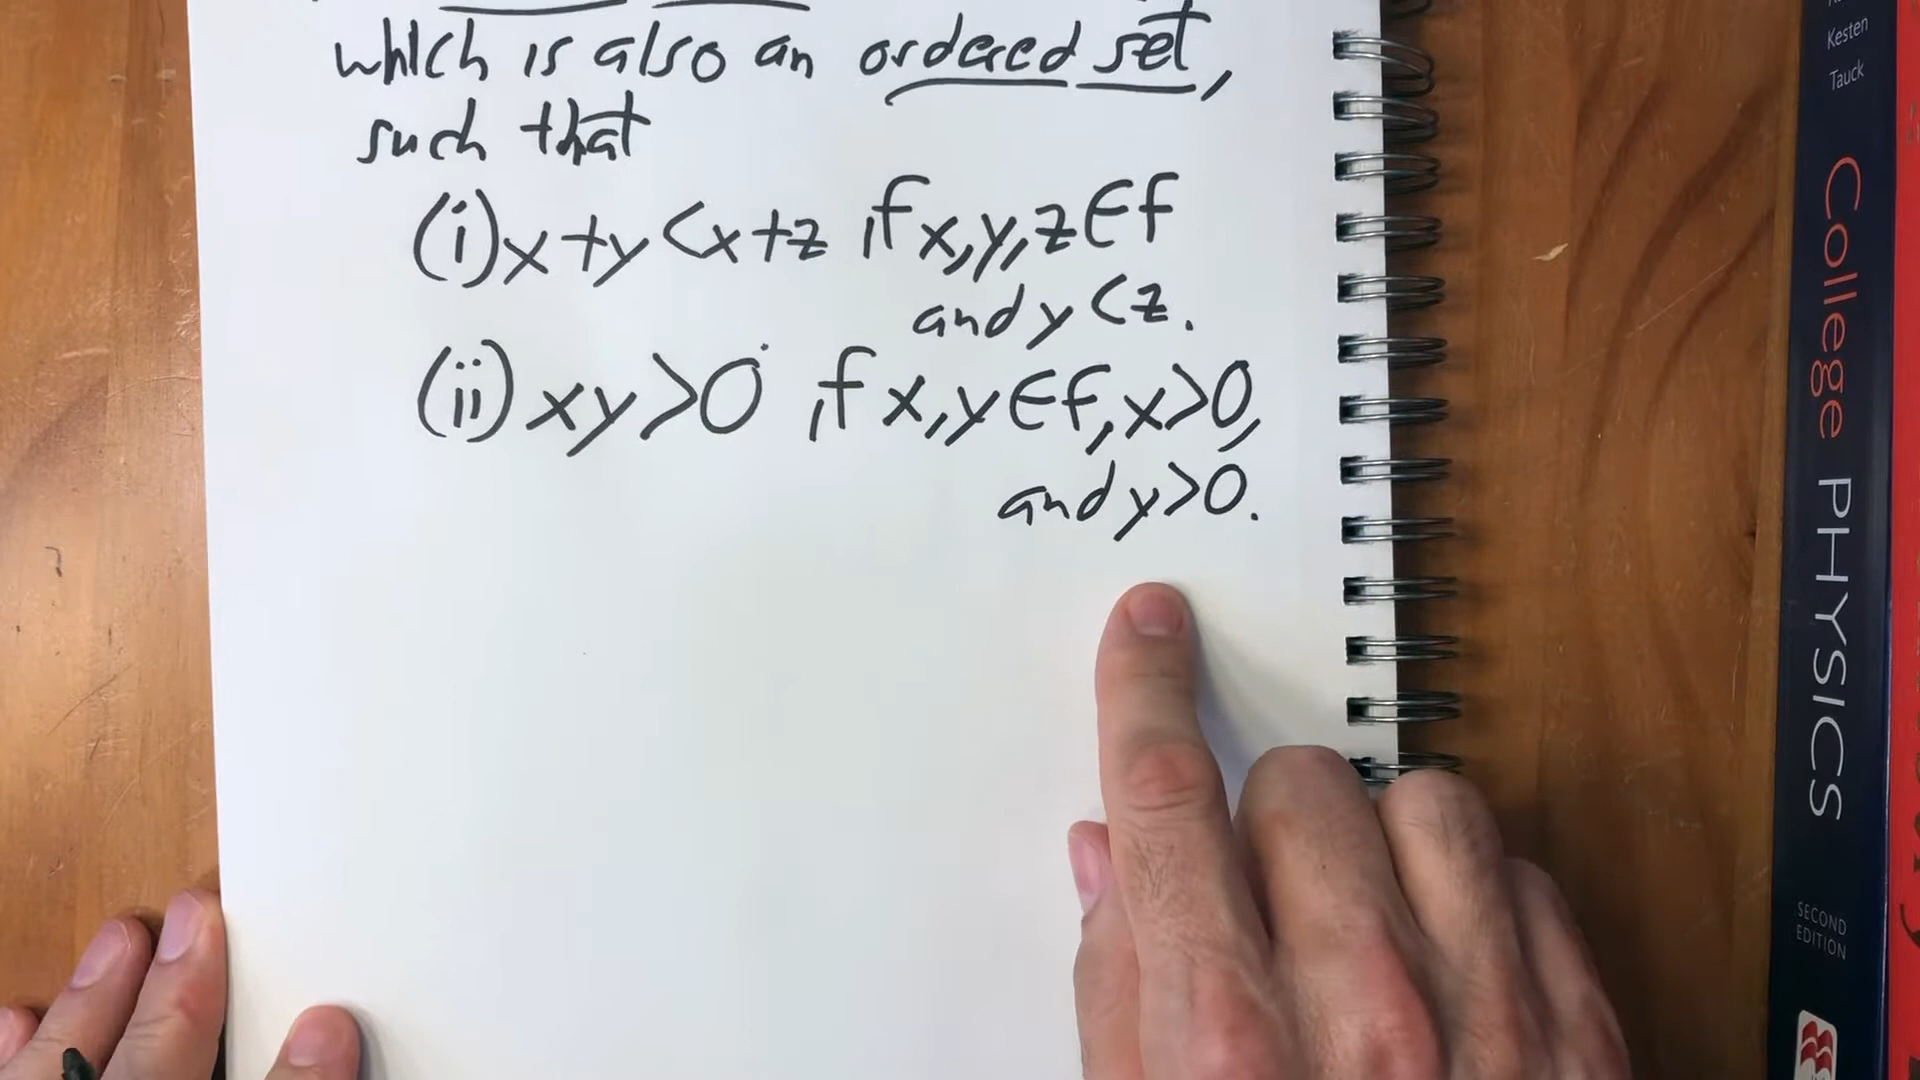 which is also an ordered set,
such that
(i) x+y<x+z if x,y,z∈F
and y<z.
(ii) xy>0 if x,y∈F, x>0,
and y>0.
Kesten
Tauck
College PHYSICS
SECOND
EDITION